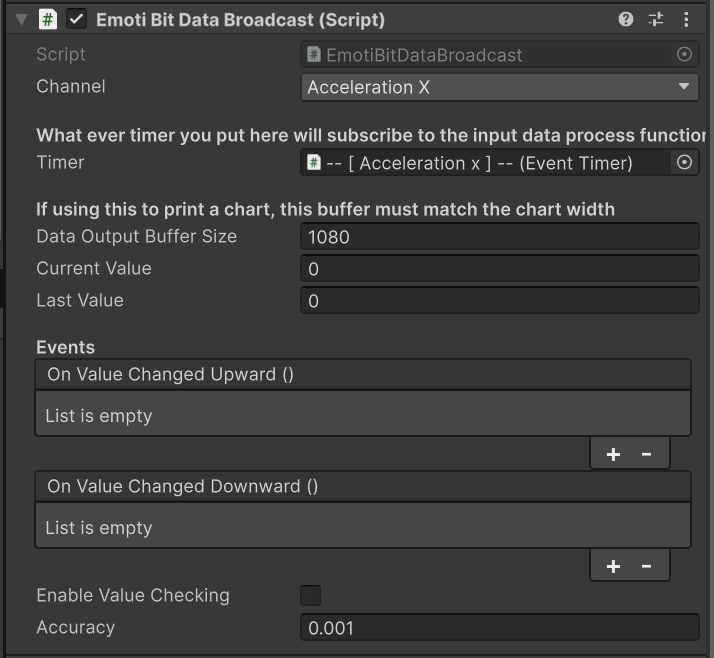 Emoti Bit Data Broadcast (Script)
Script # EmotiBitDataBroadcast
Channel Acceleration X
What ever timer you put here will subscribe to the input data process function
Timer # -- [ Acceleration x ] -- (Event Timer)
If using this to print a chart, this buffer must match the chart width
Data Output Buffer Size 1080
Current Value 0
Last Value 0
Events
On Value Changed Upward ()
List is empty
+ -
On Value Changed Downward ()
List is empty
+ -
Enable Value Checking
Accuracy 0.001